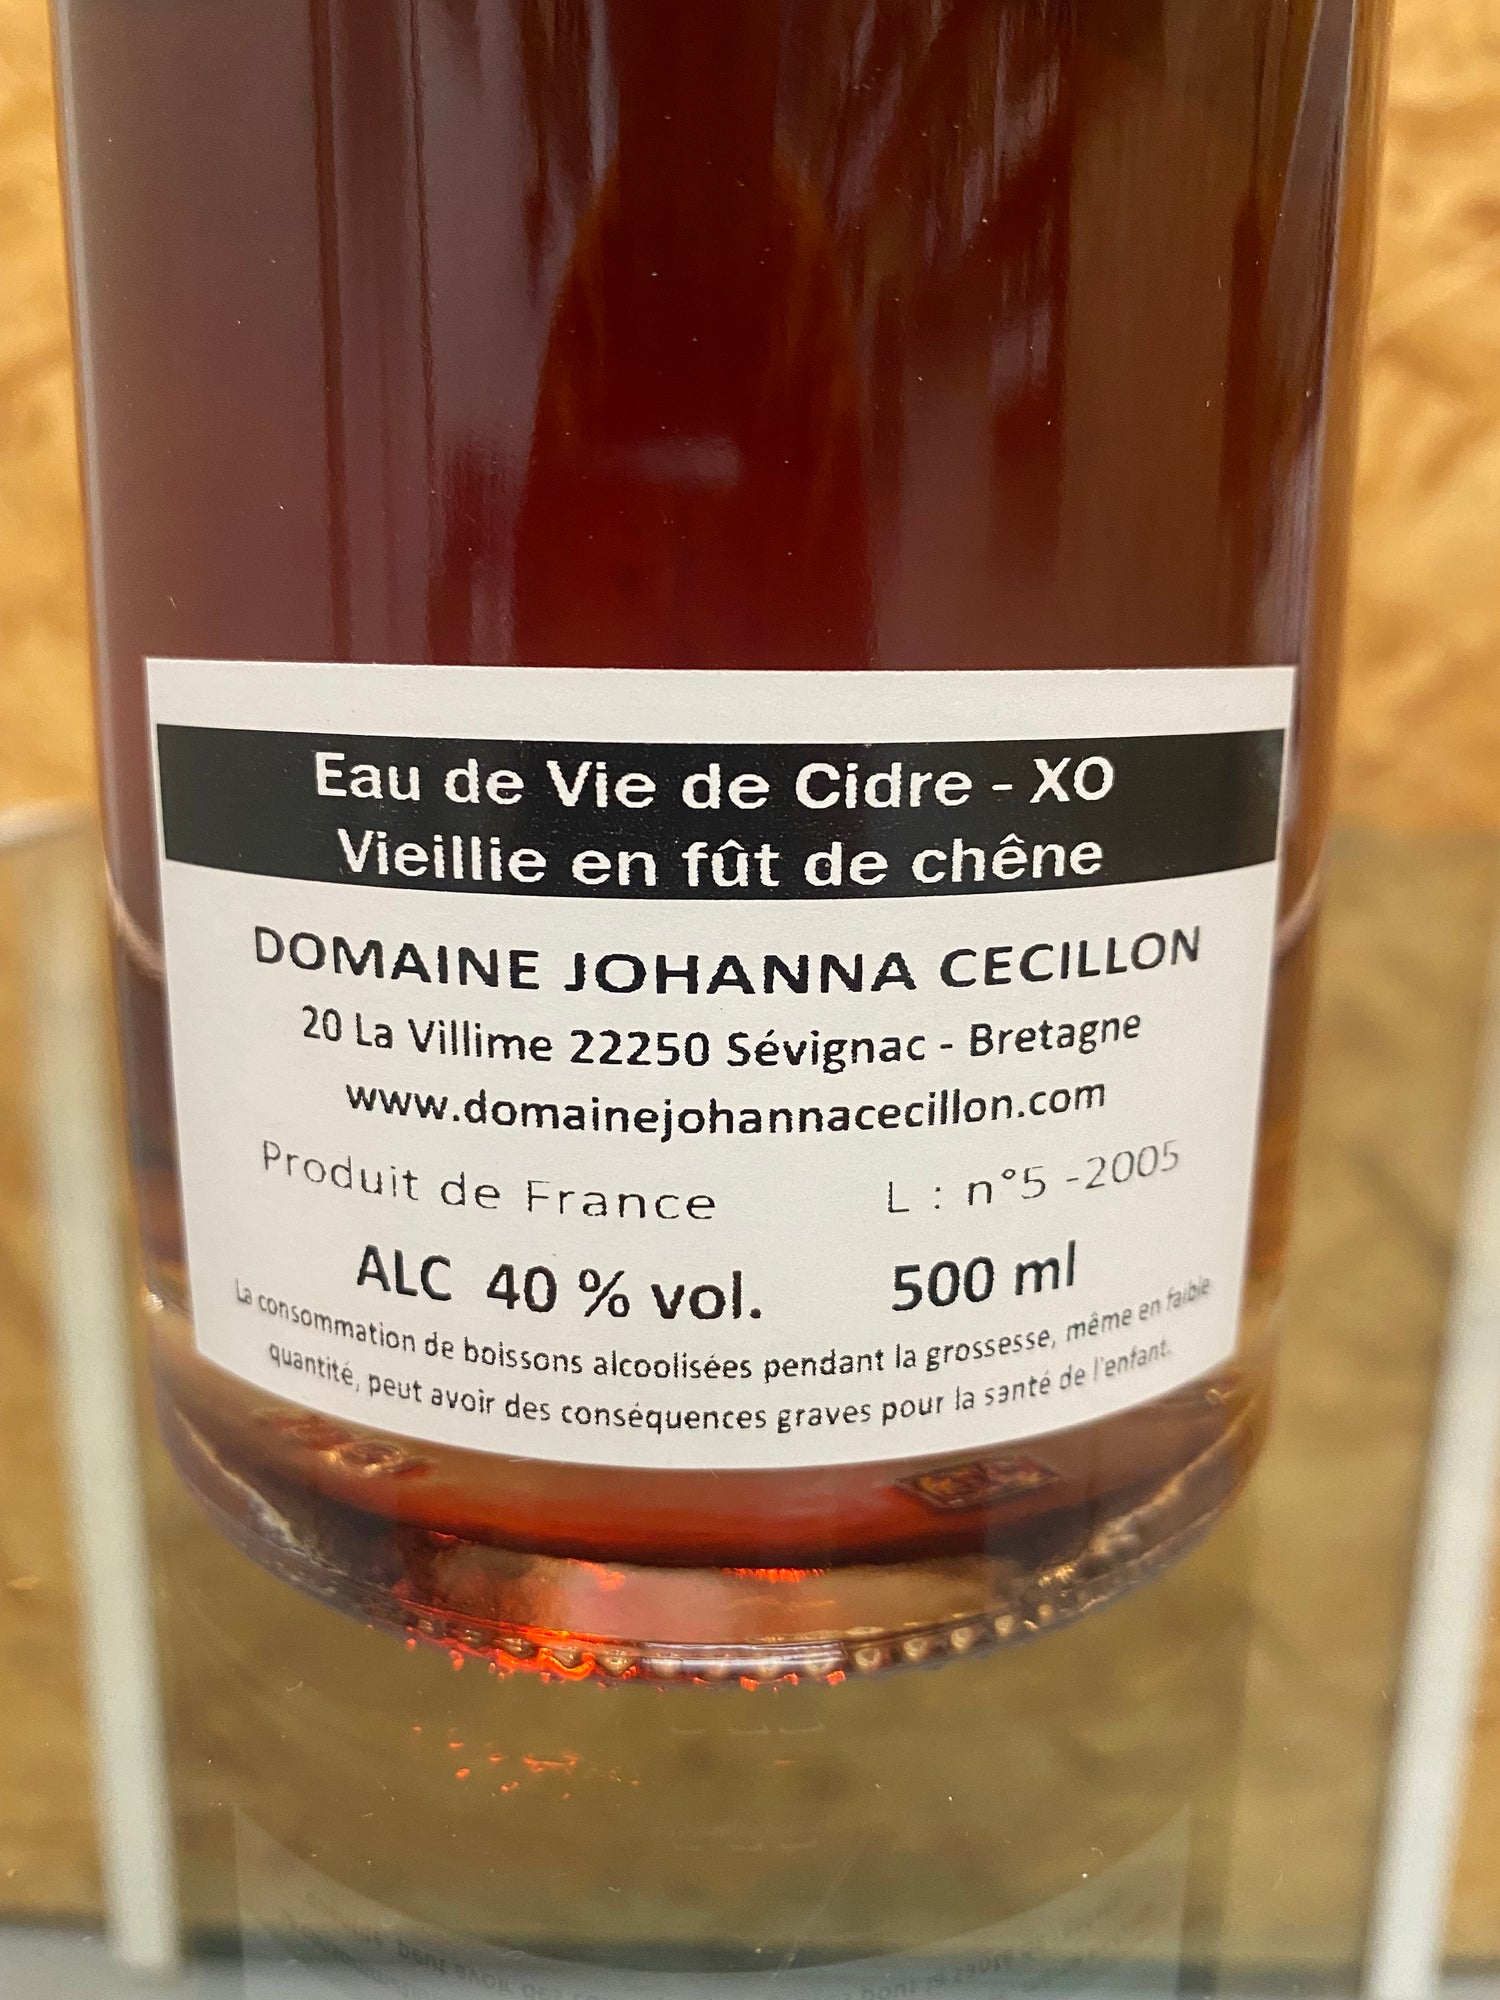 Eau de Vie de Cidre - XO
Vieillie en fût de chêne
DOMAINE JOHANNA CECILLON
20 La Villime 22250 Sévignac - Bretagne
www.domainejohannacecillon.com
Produit de France L : n°5 -2005
ALC 40 % vol. 500 ml
La consommation de boissons alcoolisées pendant la grossesse, même en faible
quantité, peut avoir des conséquences graves pour la santé de l'enfant.